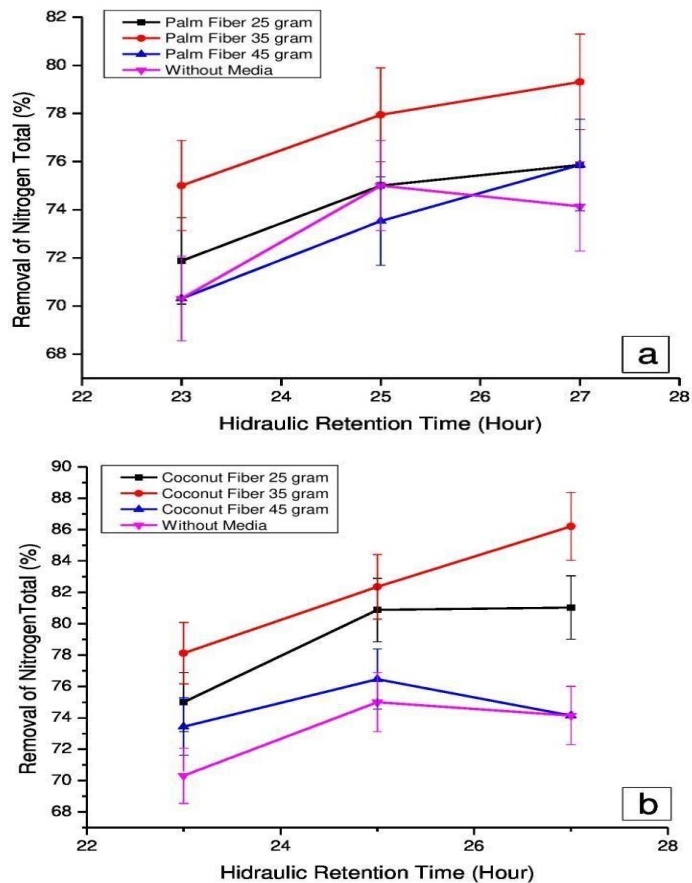 Palm Fiber 25 gram
Palm Fiber 35 gram
Palm Fiber 45 gram
Without Media
82
80
78
76
74
72
70
68
Removal of Nitrogen Total (%)
a
22
23
24
25
26
27
28
Hidraulic Retention Time (Hour)
Coconut Fiber 25 gram
Coconut Fiber 35 gram
Coconut Fiber 45 gram
Without Media
90
88
86
84
82
80
78
76
74
72
70
68
Removal of Nitrogen Total (%)
b
22
24
26
28
Hidraulic Retention Time (Hour)